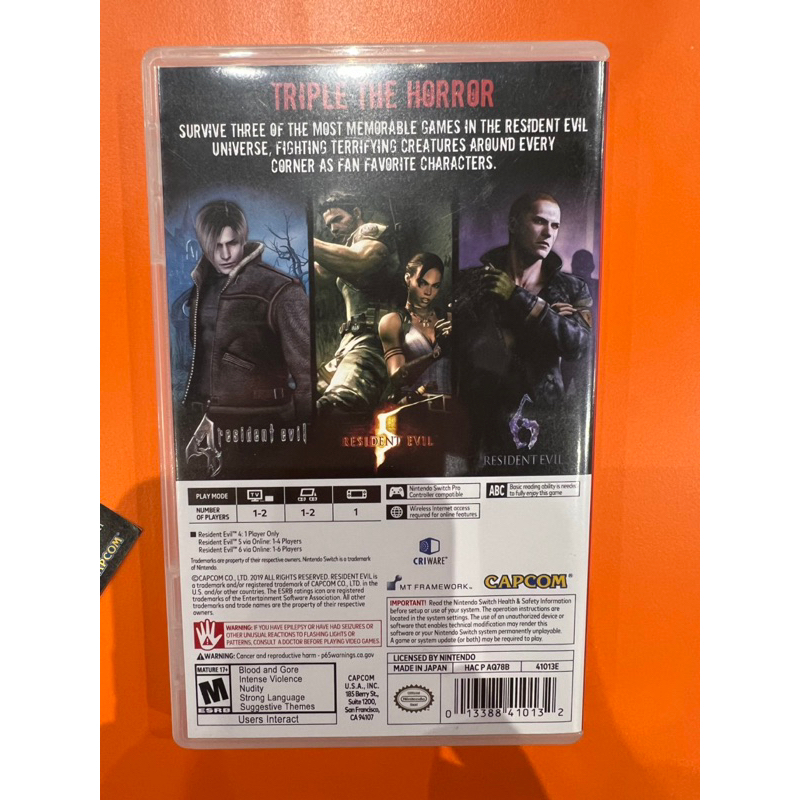 TRIPLE THE HORROR
SURVIVE THREE OF THE MOST MEMORABLE GAMES IN THE RESIDENT EVIL
UNIVERSE, FIGHTING TERRIFYING CREATURES AROUND EVERY
CORNER AS FAN FAVORITE CHARACTERS.
4 resident evil
5 RESIDENT EVIL
6
RESIDENT EVIL
PLAY MODE
TV
NUMBER
OF PLAYERS
1-2
1-2
1
Nintendo Switch Pro
Controller compatible
ABC
Basic reading ability is needed
to fully enjoy this game
Wireless Internet access
required for online features
Resident Evil™ 4: 1 Player Only
Resident Evil™ 5 via Online: 1-4 Players
Resident Evil™ 6 via Online: 1-6 Players
Trademarks are property of their respective owners. Nintendo Switch is a trademark
of Nintendo.
©CAPCOM CO., LTD. 2019 ALL RIGHTS RESERVED. RESIDENT EVIL is
a trademark and/or registered trademark of CAPCOM CO., LTD. in the
U.S. and/or other countries. The ESRB ratings icon are registered
trademarks of the Entertainment Software Association. All other
trademarks and trade names are the property of their respective
owners.
CRIWARE™
MT FRAMEWORK™
CAPCOM®
WARNING: IF YOU HAVE EPILEPSY OR HAVE HAD SEIZURES OR
OTHER UNUSUAL REACTIONS TO FLASHING LIGHTS OR
PATTERNS, CONSULT A DOCTOR BEFORE PLAYING VIDEO GAMES.
WARNING: Cancer and reproductive harm - p65warnings.ca.gov
IMPORTANT! Read the Nintendo Switch Health & Safety Information
before setup or use of your system. The operation instructions are
located in the system settings. The use of an unauthorized device or
software that enables technical modification may render this
software or your Nintendo Switch system permanently unplayable.
A game or system update (or both) may be required to play.
MATURE 17+
M
ESRB
Blood and Gore
Intense Violence
Nudity
Strong Language
Suggestive Themes
Users Interact
CAPCOM
U.S.A., INC.
185 Berry St.,
Suite 1200,
San Francisco,
CA 94107
LICENSED BY NINTENDO
MADE IN JAPAN
HAC P AQ78B
41013E
Official
Nintendo
Seal
0 13388 41013 2
CAPCOM